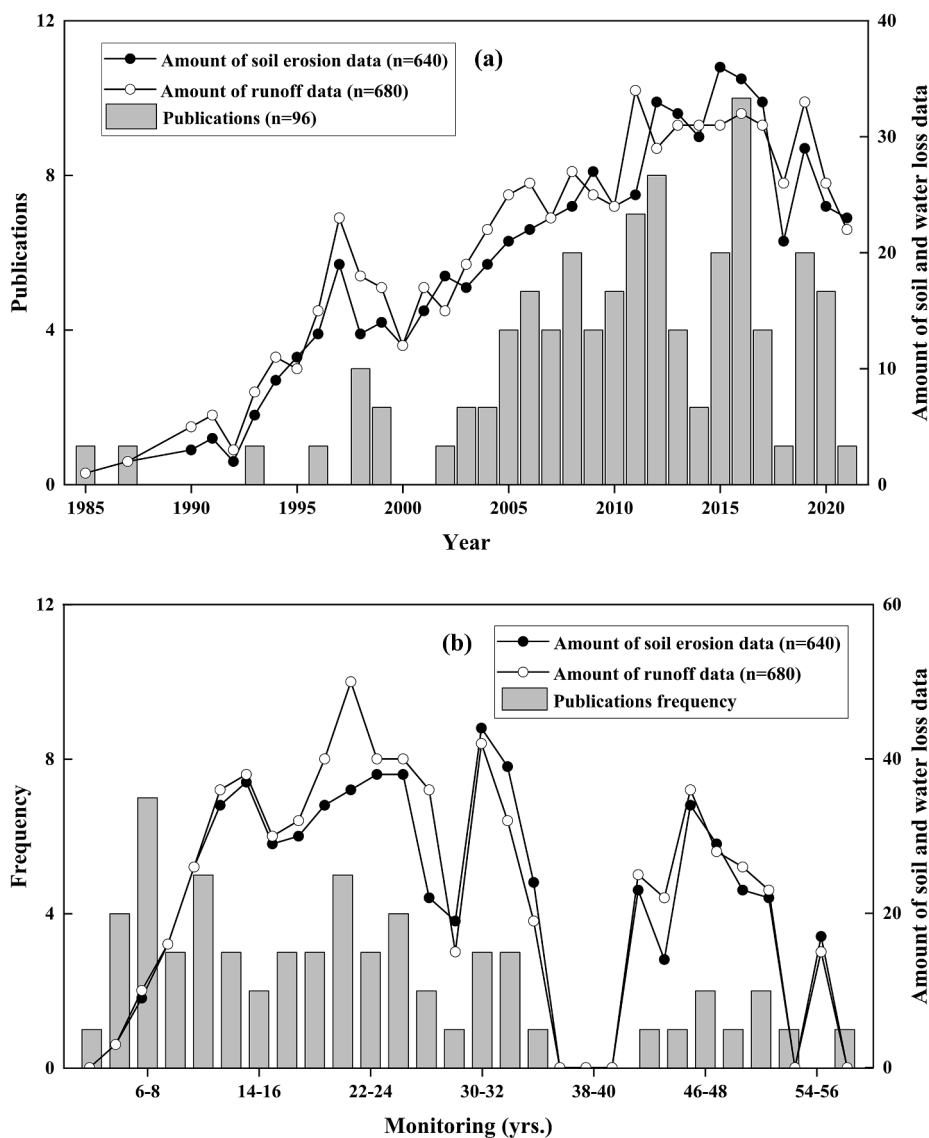 12
8
4
0
Publications
40
30
20
10
0
Amount of soil and water loss data
Amount of soil erosion data (n=640)
Amount of runoff data (n=680)
Publications (n=96)
(a)
1985
1990
1995
2000
2005
2010
2015
2020
Year
12
8
4
0
Frequency
60
40
20
0
Amount of soil and water loss data
(b)
Amount of soil erosion data (n=640)
Amount of runoff data (n=680)
Publications frequency
6-8
14-16
22-24
30-32
38-40
46-48
54-56
Monitoring (yrs.)